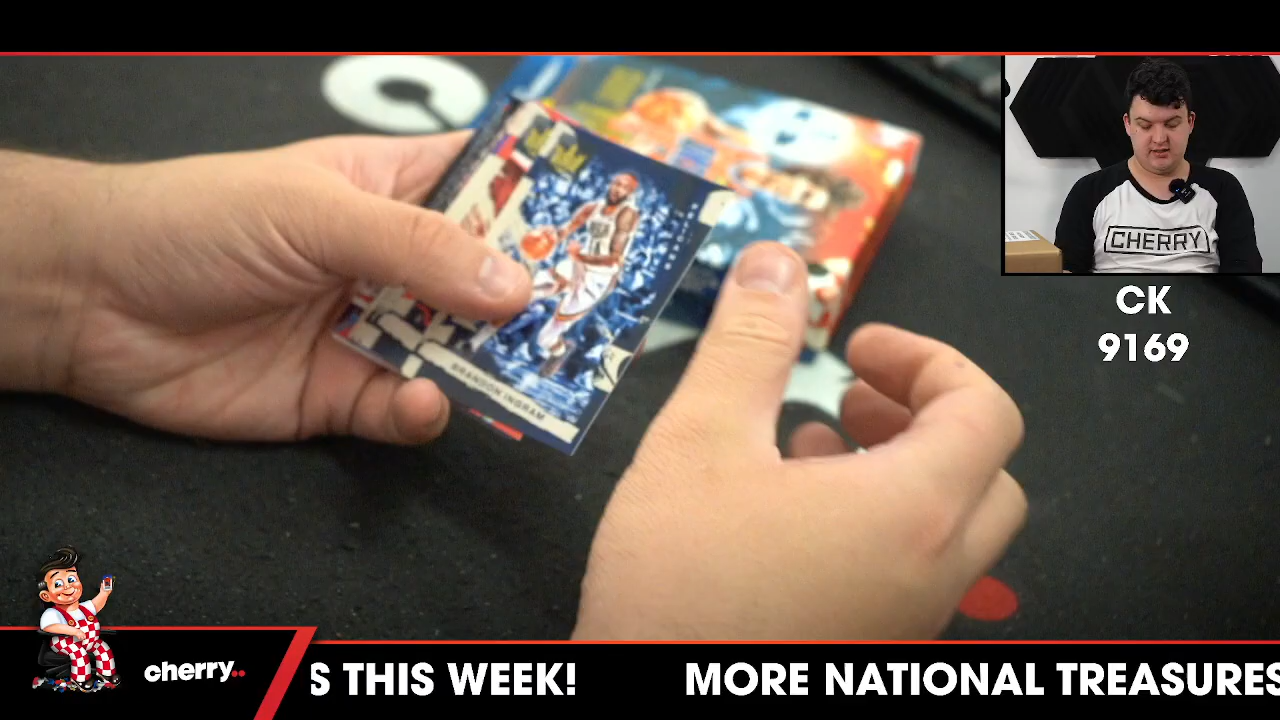 BRANDON INGRAM
CHERRY
CK
9169
cherry..
S THIS WEEK!
MORE NATIONAL TREASURES